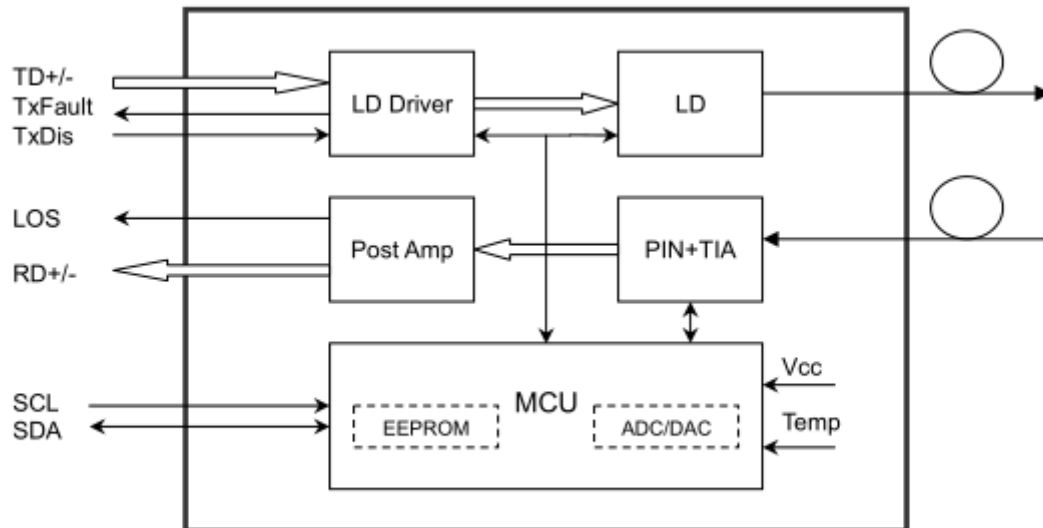 TD+/-
TxFault
TxDis
LD Driver
LD
LOS
RD+/-
Post Amp
PIN+TIA
SCL
SDA
MCU
EEPROM
ADC/DAC
Vcc
Temp